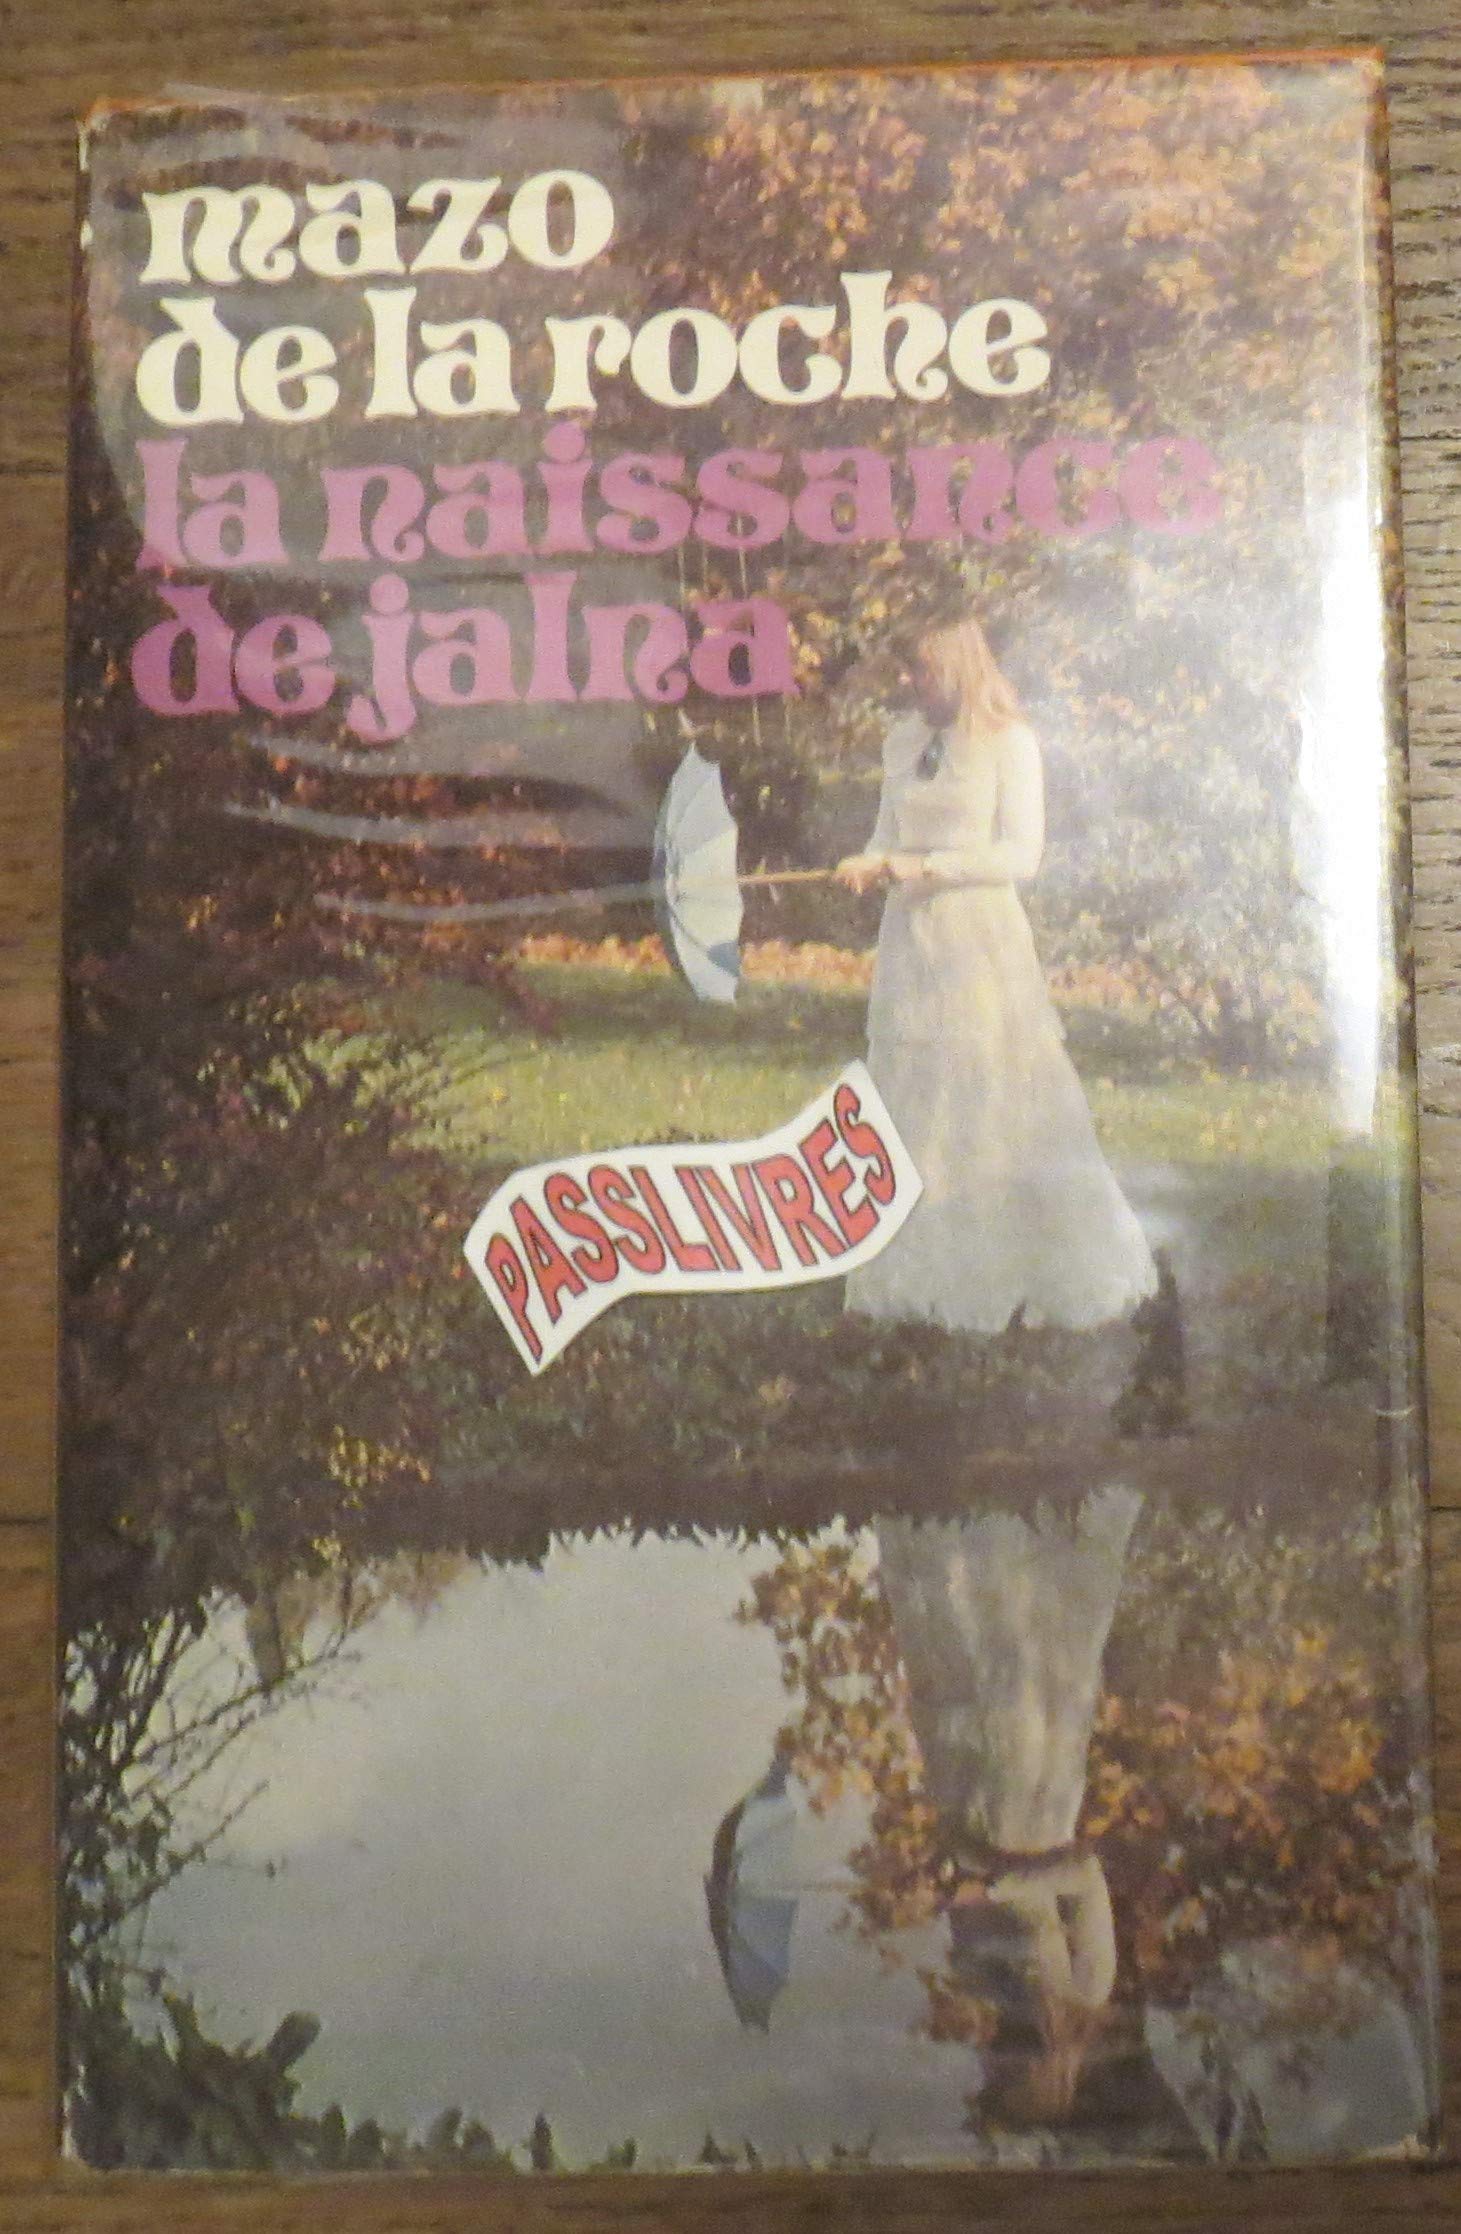 mazo
de la roche
la naissance
de jalna
PASSLIVRES